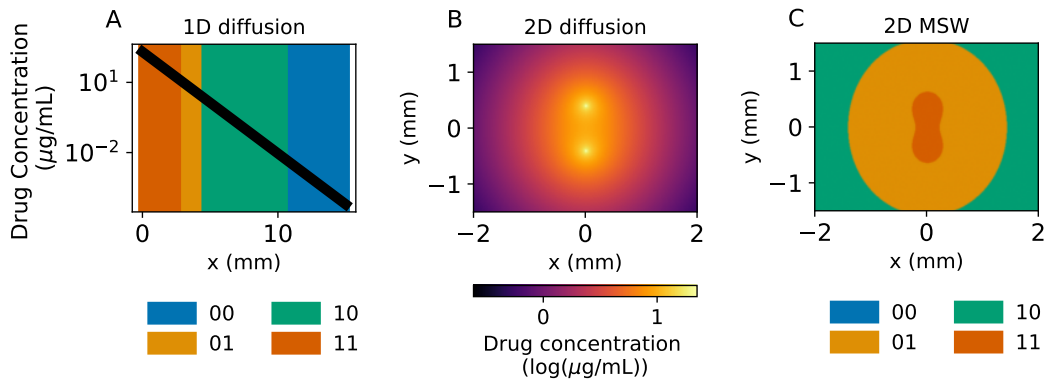 A
1D diffusion
Drug Concentration
(μg/mL)
10¹
10⁻²
0
10
x (mm)
00
10
01
11
B
2D diffusion
y (mm)
1
0
−1
−2
0
2
x (mm)
0
1
Drug concentration
(log(μg/mL))
C
2D MSW
y (mm)
1
0
−1
−2
0
2
x (mm)
00
10
01
11